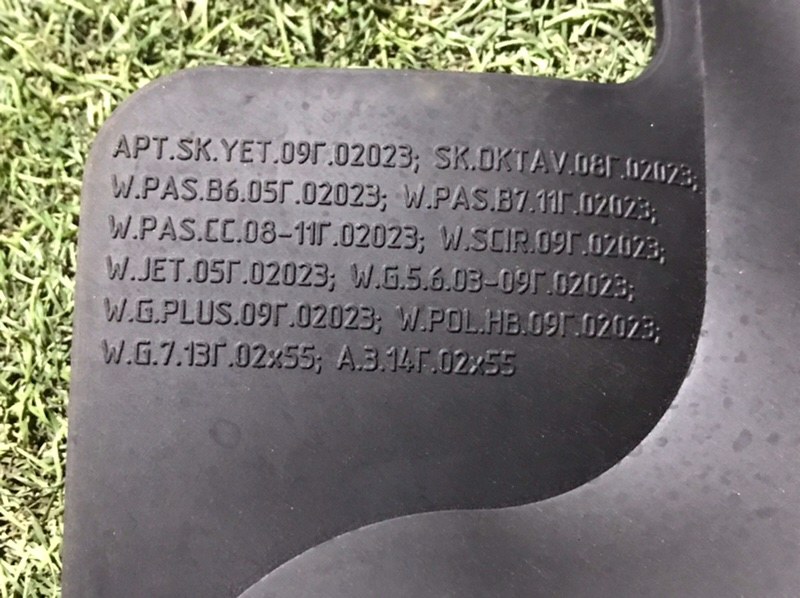 АРТ.SK.YET.09Г.02023; SK.OKTAV.08Г.02023;
W.PAS.B6.05Г.02023; W.PAS.B7.11Г.02023;
W.PAS.CC.08-11Г.02023; W.SCIR.09Г.02023;
W.JET.05Г.02023; W.G.5.6.03-09Г.02023;
W.G.PLUS.09Г.02023; W.POL.HB.09Г.02023;
W.G.7.13Г.02x55; A.3.14Г.02x55